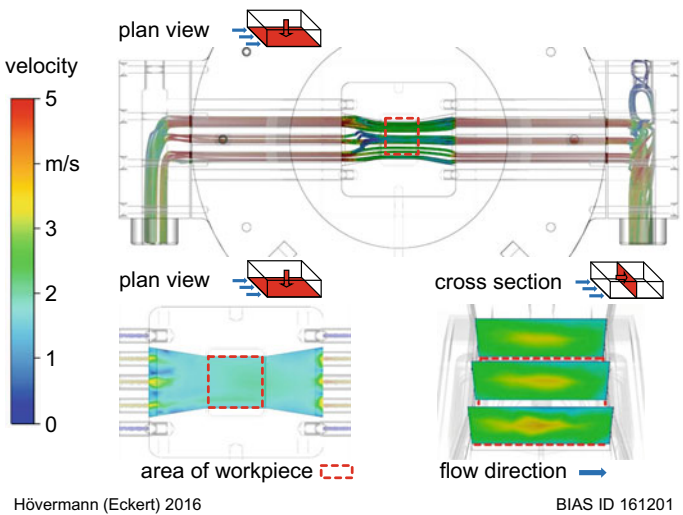 plan view
velocity
5
m/s
3
2
1
0
plan view
cross section
area of workpiece
flow direction
Hövermann (Eckert) 2016
BIAS ID 161201